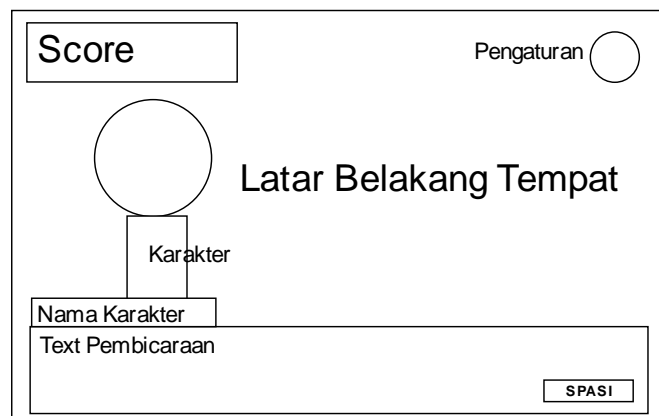 Score
Pengaturan
Latar Belakang Tempat
Karakter
Nama Karakter
Text Pembicaraan
SPASI